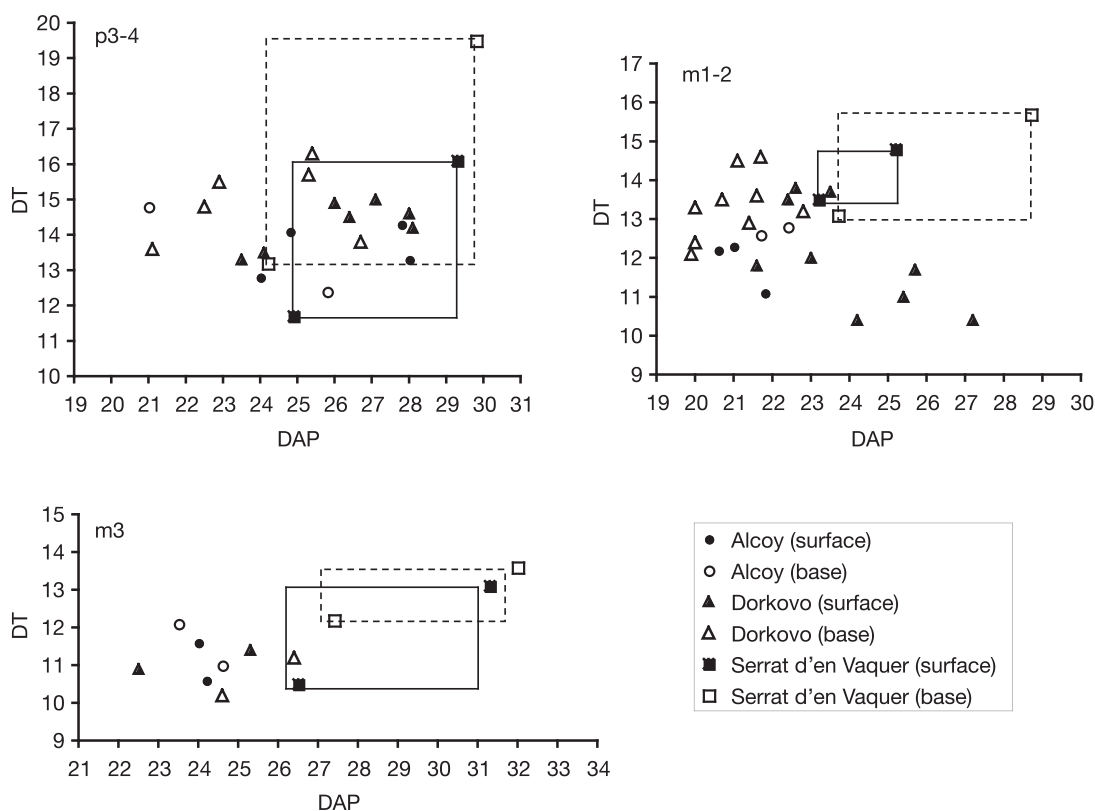 p3-4
20
19
18
17
16
15
14
13
12
11
10
DT
19 20 21 22 23 24 25 26 27 28 29 30 31
DAP
m1-2
17
16
15
14
13
12
11
10
9
DT
19 20 21 22 23 24 25 26 27 28 29 30
DAP
m3
15
14
13
12
11
10
9
DT
21 22 23 24 25 26 27 28 29 30 31 32 33 34
DAP
Alcoy (surface)
Alcoy (base)
Dorkovo (surface)
Dorkovo (base)
Serrat d'en Vaquer (surface)
Serrat d'en Vaquer (base)